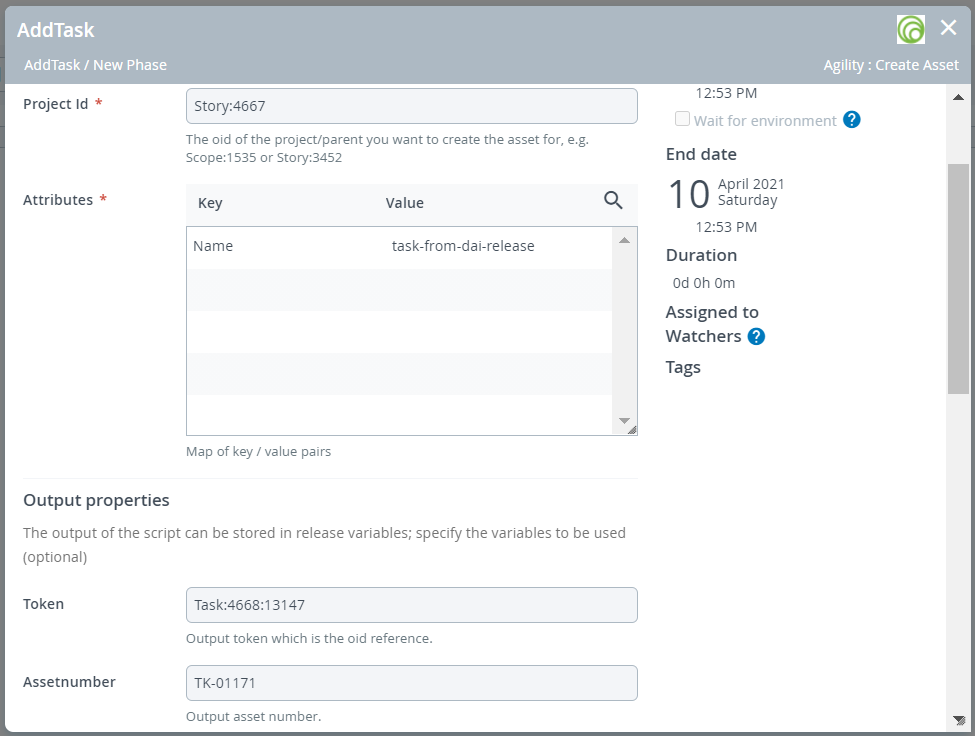 AddTask
AddTask / New Phase
Agility : Create Asset
Project Id *
Story:4667
The oid of the project/parent you want to create the asset for, e.g.
Scope:1535 or Story:3452
Attributes *
Key Value
Name task-from-dai-release
Map of key / value pairs
Output properties
The output of the script can be stored in release variables; specify the variables to be used
(optional)
Token
Task:4668:13147
Output token which is the oid reference.
Assetnumber
TK-01171
Output asset number.
12:53 PM
Wait for environment ?
End date
10 April 2021
Saturday
12:53 PM
Duration
0d 0h 0m
Assigned to
Watchers ?
Tags